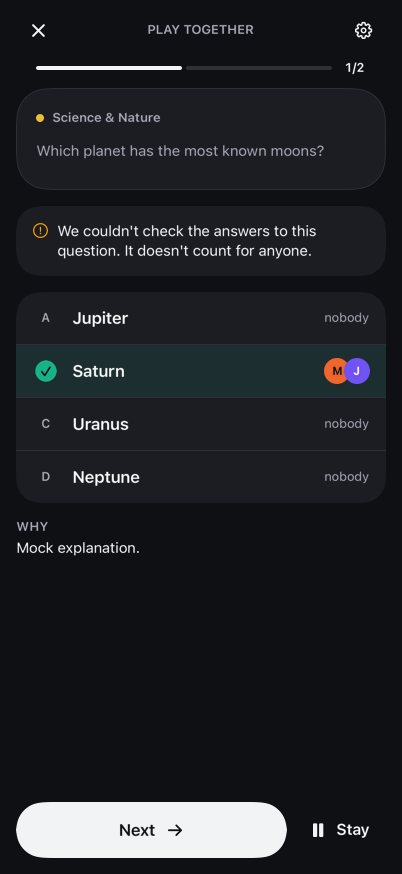 PLAY TOGETHER
1/2
Science & Nature
Which planet has the most known moons?
We couldn't check the answers to this
question. It doesn't count for anyone.
A Jupiter nobody
Saturn M J
C Uranus nobody
D Neptune nobody
WHY
Mock explanation.
Next
Stay